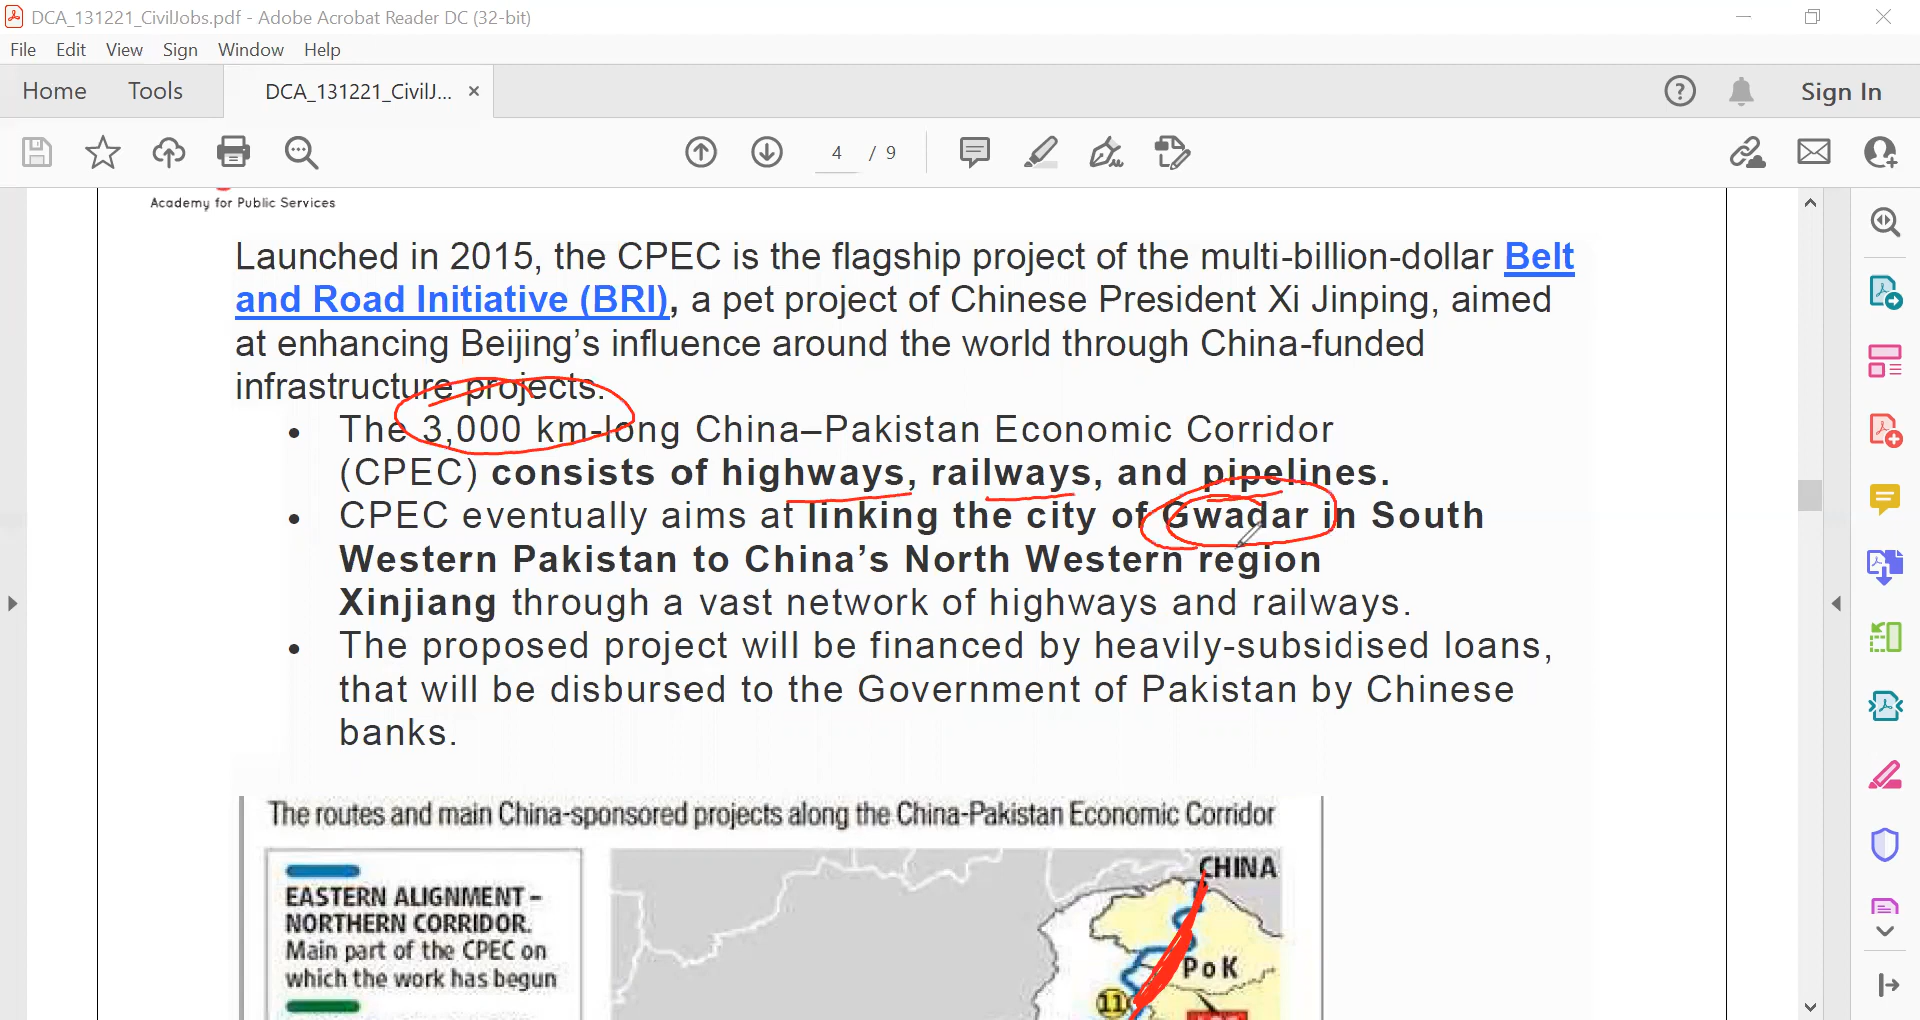 DCA_131221_CivilJobs.pdf - Adobe Acrobat Reader DC (32-bit)
File Edit View Sign Window Help
Home Tools DCA_131221_CivilJ... × ? Sign In
4 / 9
Academy for Public Services
Launched in 2015, the CPEC is the flagship project of the multi-billion-dollar Belt
and Road Initiative (BRI), a pet project of Chinese President Xi Jinping, aimed
at enhancing Beijing’s influence around the world through China-funded
infrastructure projects.
• The 3,000 km-long China–Pakistan Economic Corridor
(CPEC) consists of highways, railways, and pipelines.
• CPEC eventually aims at linking the city of Gwadar in South
Western Pakistan to China’s North Western region
Xinjiang through a vast network of highways and railways.
• The proposed project will be financed by heavily-subsidised loans,
that will be disbursed to the Government of Pakistan by Chinese
banks.
The routes and main China-sponsored projects along the China-Pakistan Economic Corridor
CHINA
EASTERN ALIGNMENT –
NORTHERN CORRIDOR.
Main part of the CPEC on
which the work has begun
PoK
11